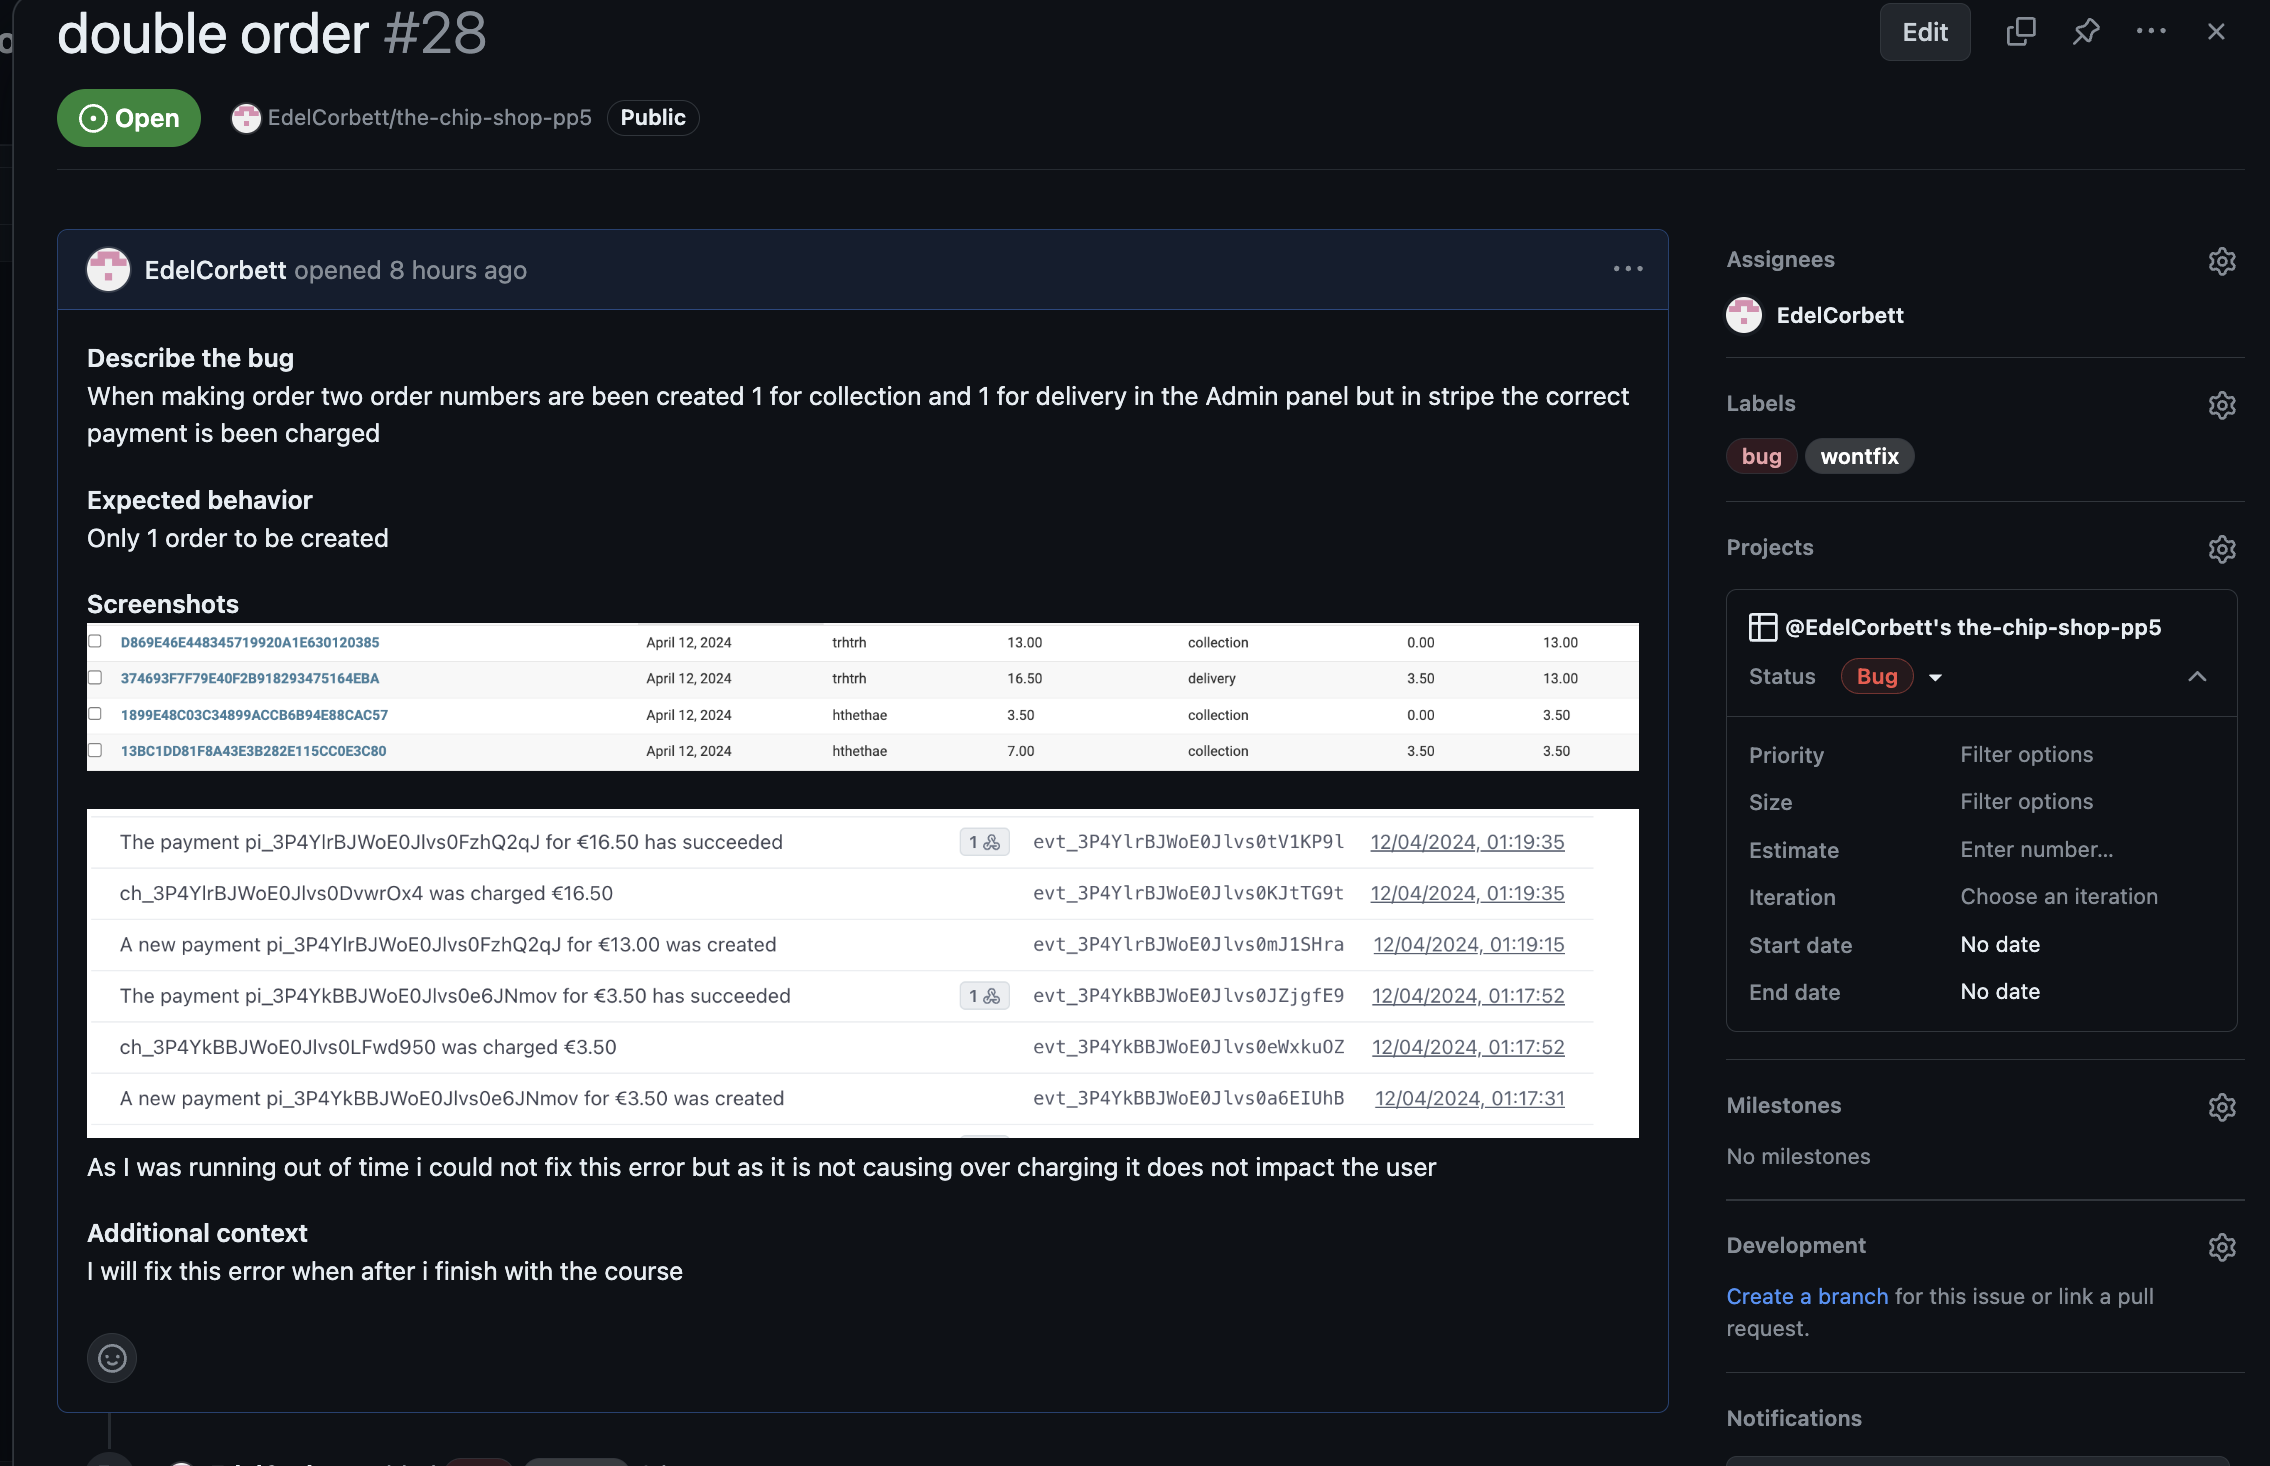 double order #28
Edit
Open
EdelCorbett/the-chip-shop-pp5
Public
EdelCorbett opened 8 hours ago
Describe the bug
When making order two order numbers are been created 1 for collection and 1 for delivery in the Admin panel but in stripe the correct
payment is been charged
Expected behavior
Only 1 order to be created
Screenshots
D869E46E448345719920A1E630120385 April 12, 2024 trhtrh 13.00 collection 0.00 13.00
374693F7F79E40F2B918293475164EBA April 12, 2024 trhtrh 16.50 delivery 3.50 13.00
1899E48C03C34899ACCB6B94E88CAC57 April 12, 2024 hthethae 3.50 collection 0.00 3.50
13BC1DD81F8A43E3B282E115CC0E3C80 April 12, 2024 hthethae 7.00 collection 3.50 3.50
The payment pi_3P4YlrBJWoE0Jlvs0FzhQ2qJ for €16.50 has succeeded 1 evt_3P4YlrBJWoE0Jlvs0tV1KP9l 12/04/2024, 01:19:35
ch_3P4YlrBJWoE0Jlvs0DvwrOx4 was charged €16.50 evt_3P4YlrBJWoE0Jlvs0KJtTG9t 12/04/2024, 01:19:35
A new payment pi_3P4YlrBJWoE0Jlvs0FzhQ2qJ for €13.00 was created evt_3P4YlrBJWoE0Jlvs0mJ1SHra 12/04/2024, 01:19:15
The payment pi_3P4YkBBJWoE0Jlvs0e6JNmov for €3.50 has succeeded 1 evt_3P4YkBBJWoE0Jlvs0JZjgfE9 12/04/2024, 01:17:52
ch_3P4YkBBJWoE0Jlvs0LFwd950 was charged €3.50 evt_3P4YkBBJWoE0Jlvs0eWxkuOZ 12/04/2024, 01:17:52
A new payment pi_3P4YkBBJWoE0Jlvs0e6JNmov for €3.50 was created evt_3P4YkBBJWoE0Jlvs0a6EIUhB 12/04/2024, 01:17:31
As I was running out of time i could not fix this error but as it is not causing over charging it does not impact the user
Additional context
I will fix this error when after i finish with the course
Assignees
EdelCorbett
Labels
bug wontfix
Projects
@EdelCorbett's the-chip-shop-pp5
Status Bug
Priority Filter options
Size Filter options
Estimate Enter number...
Iteration Choose an iteration
Start date No date
End date No date
Milestones
No milestones
Development
Create a branch for this issue or link a pull
request.
Notifications